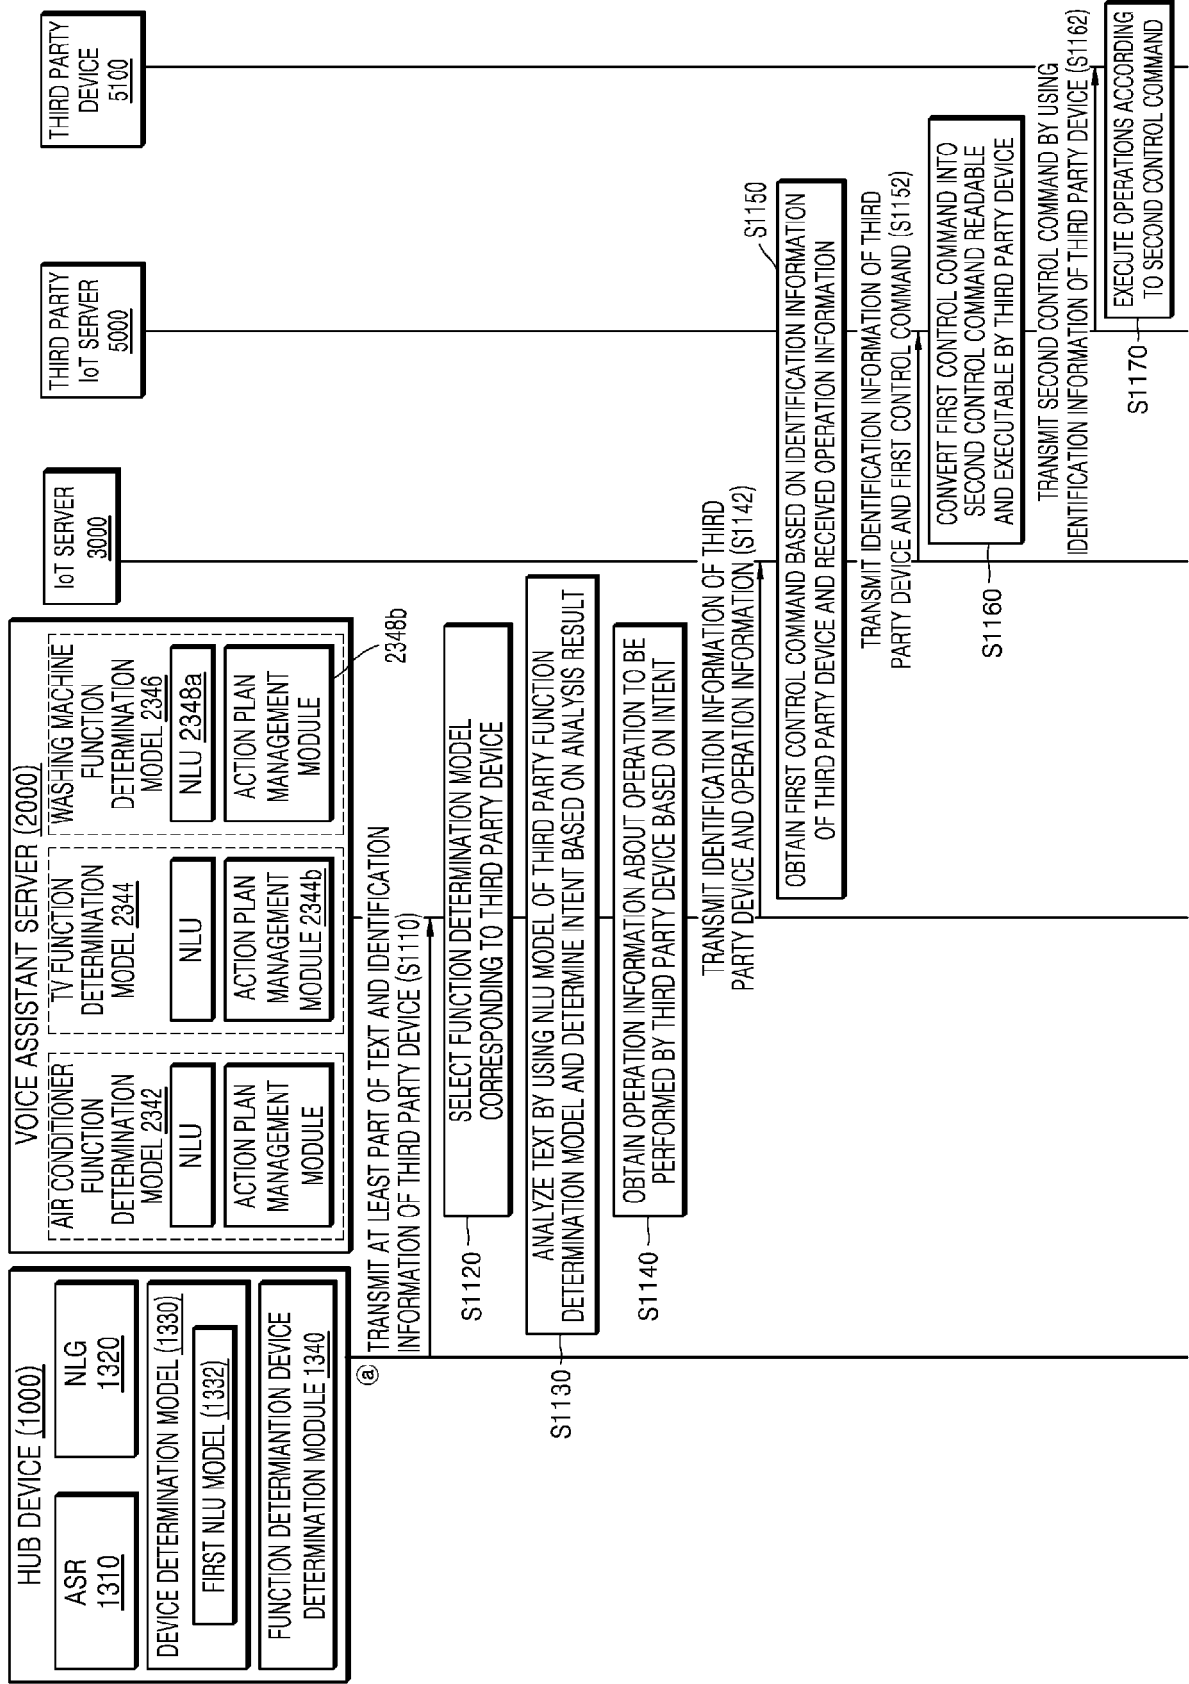 HUB DEVICE (1000)
ASR
1310
NLG
1320
DEVICE DETERMINATION MODEL (1330)
FIRST NLU MODEL (1332)
FUNCTION DETERMIANTION DEVICE
DETERMINATION MODULE 1340
VOICE ASSISTANT SERVER (2000)
AIR CONDITIONER
FUNCTION
DETERMINATION
MODEL 2342
NLU
ACTION PLAN
MANAGEMENT
MODULE
TV FUNCTION
DETERMINATION
MODEL 2344
NLU
ACTION PLAN
MANAGEMENT
MODULE 2344b
WASHING MACHINE
FUNCTION
DETERMINATION
MODEL 2346
NLU 2348a
ACTION PLAN
MANAGEMENT
MODULE
2348b
IoT SERVER
3000
THIRD PARTY
IoT SERVER
5000
THIRD PARTY
DEVICE
5100
ⓐ
TRANSMIT AT LEAST PART OF TEXT AND IDENTIFICATION
INFORMATION OF THIRD PARTY DEVICE (S1110)
S1120
SELECT FUNCTION DETERMINATION MODEL
CORRESPONDING TO THIRD PARTY DEVICE
S1130
ANALYZE TEXT BY USING NLU MODEL OF THIRD PARTY FUNCTION
DETERMINATION MODEL AND DETERMINE INTENT BASED ON ANALYSIS RESULT
S1140
OBTAIN OPERATION INFORMATION ABOUT OPERATION TO BE
PERFORMED BY THIRD PARTY DEVICE BASED ON INTENT
TRANSMIT IDENTIFICATION INFORMATION OF THIRD
PARTY DEVICE AND OPERATION INFORMATION (S1142)
S1150
OBTAIN FIRST CONTROL COMMAND BASED ON IDENTIFICATION INFORMATION
OF THIRD PARTY DEVICE AND RECEIVED OPERATION INFORMATION
TRANSMIT IDENTIFICATION INFORMATION OF THIRD
PARTY DEVICE AND FIRST CONTROL COMMAND (S1152)
S1160
CONVERT FIRST CONTROL COMMAND INTO
SECOND CONTROL COMMAND READABLE
AND EXECUTABLE BY THIRD PARTY DEVICE
TRANSMIT SECOND CONTROL COMMAND BY USING
IDENTIFICATION INFORMATION OF THIRD PARTY DEVICE (S1162)
S1170
EXECUTE OPERATIONS ACCORDING
TO SECOND CONTROL COMMAND